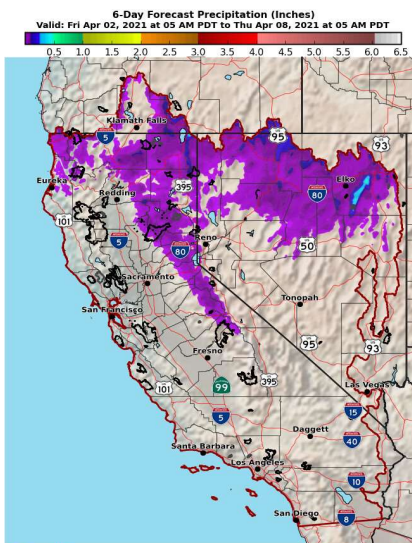 6-Day Forecast Precipitation (Inches)
Valid: Fri Apr 02, 2021 at 05 AM PDT to Thu Apr 08, 2021 at 05 AM PDT
0.5 1.0 1.5 2.0 2.5 3.0 3.5 4.0 4.5 5.0 5.5 6.0 6.5
Klamath Falls
5
95
93
Eureka
Redding
395
Elko
80
101
5
Reno
80
50
Sacramento
Tonopah
San Francisco
95
93
Fresno
101
99
395
Las Vegas
5
15
Daggett
40
Santa Barbara
Los Angeles
10
San Diego
8